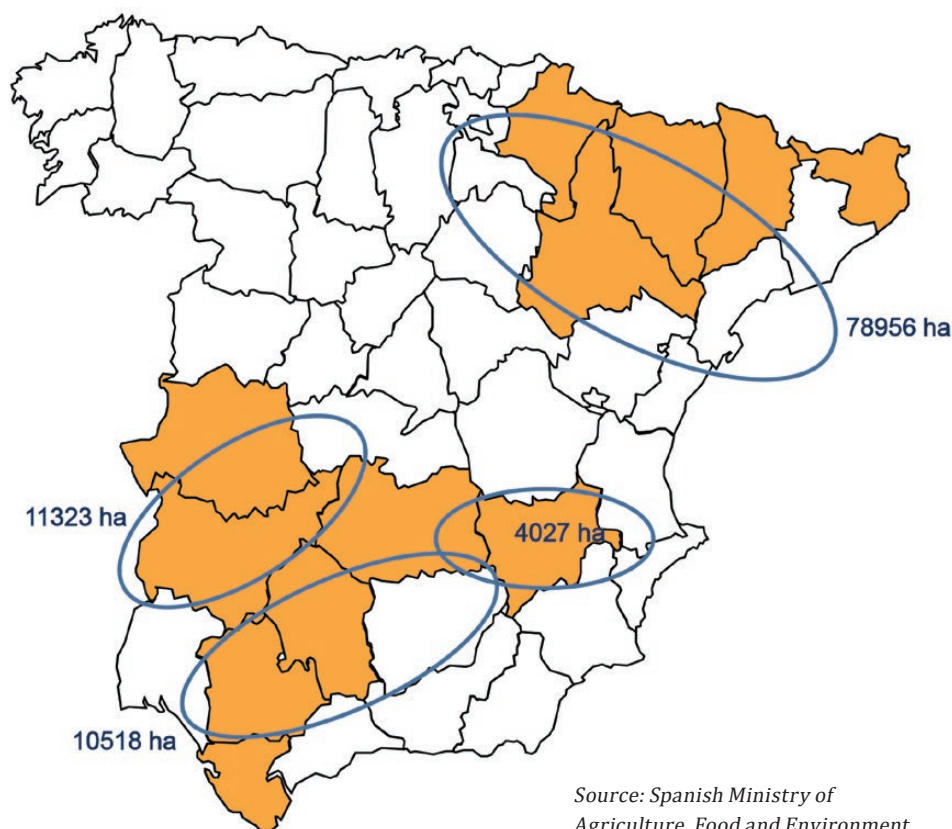 78956 ha
11323 ha
4027 ha
10518 ha
Source: Spanish Ministry of
Agriculture, Food and Environment